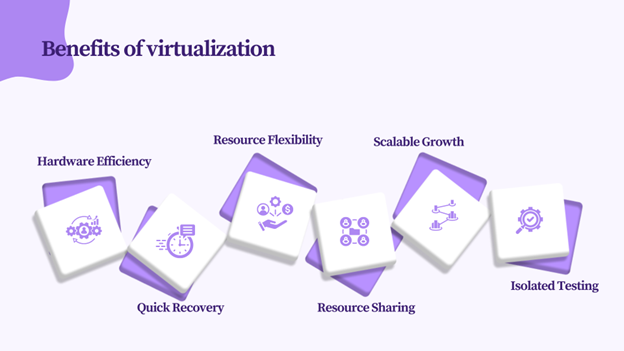 Benefits of virtualization
Hardware Efficiency
Quick Recovery
Resource Flexibility
Resource Sharing
Scalable Growth
Isolated Testing